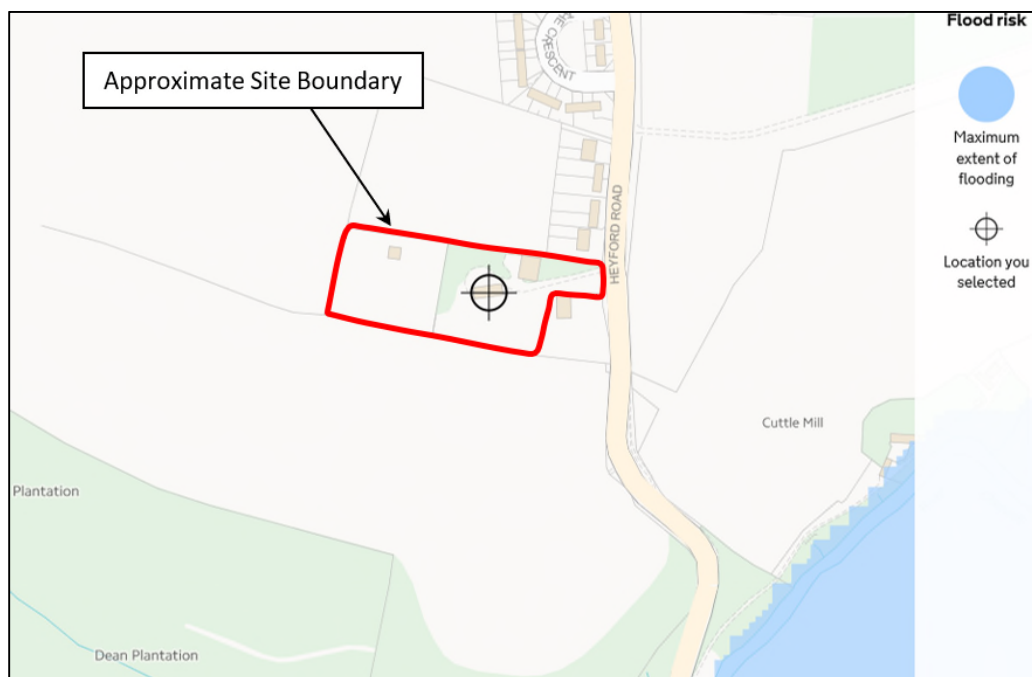 Flood risk
THE CRESCENT
Approximate Site Boundary
Maximum
extent of
flooding
HEYFORD ROAD
Location you
selected
Cuttle Mill
Plantation
Dean Plantation